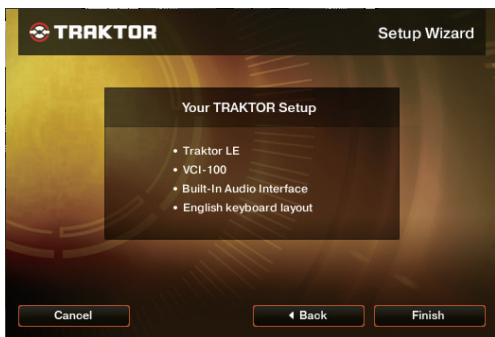 TRAKTOR
Setup Wizard
Your TRAKTOR Setup
• Traktor LE
• VCI-100
• Built-In Audio Interface
• English keyboard layout
Cancel
Back
Finish